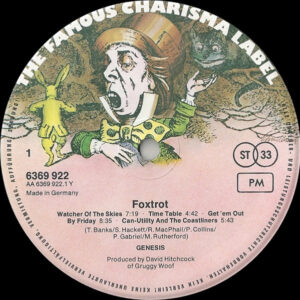 THE FAMOUS CHARISMA LABEL
1
ST 33
6369 922
AA 6369 922.1 Y
Made in Germany
PM
Foxtrot
Watcher Of The Skies 7:19 · Time Table 4:42 · Get 'em Out
By Friday 8:35 · Can-Utility And The Coastliners 5:43
(T.Banks/S.Hackett/R.MacPhail/P.Collins/
P.Gabriel/M.Rutherford)
GENESIS
Produced by David Hitchcock
of Gruggy Woof